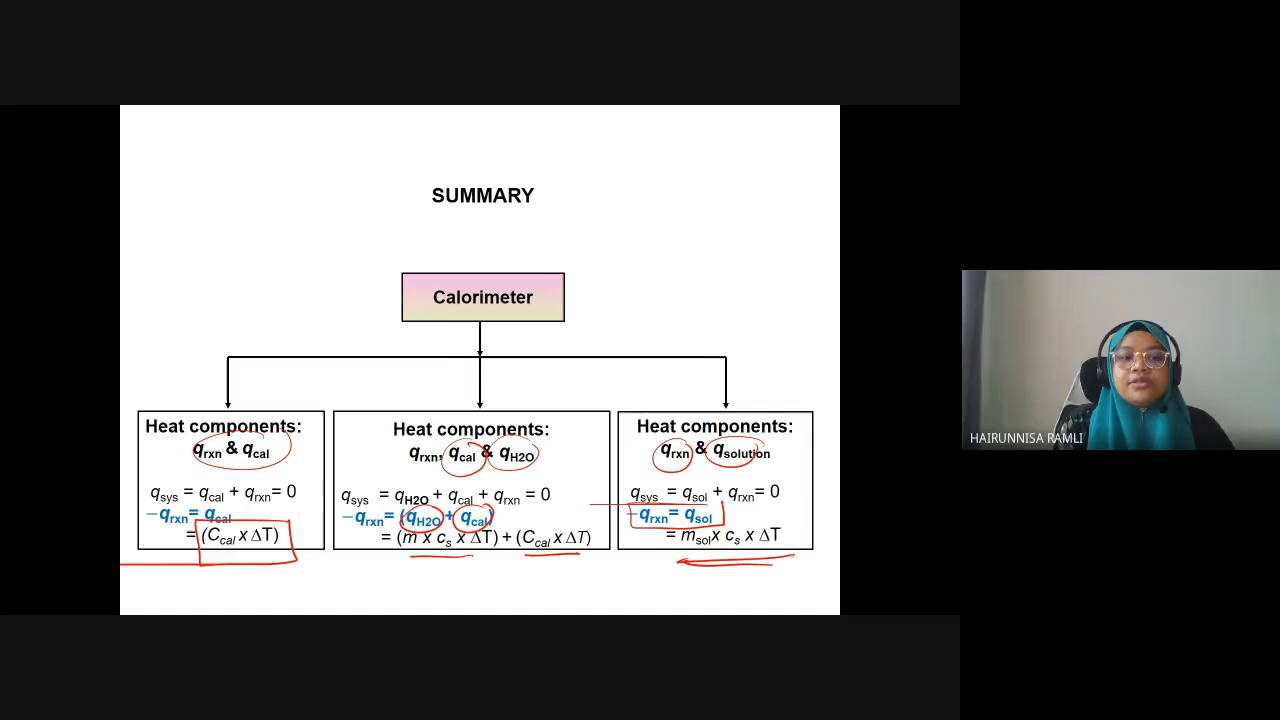 SUMMARY
Calorimeter
Heat components:
qrxn & qcal
qsys = qcal + qrxn= 0
−qrxn= qcal
= (Ccal x ΔT)
Heat components:
qrxn, qcal & qH2O
qsys = qH2O + qcal + qrxn = 0
−qrxn= (qH2O + qcal)
= (m x cs x ΔT) + (Ccal x ΔT)
Heat components:
qrxn & qsolution
qsys = qsol + qrxn= 0
−qrxn= qsol
= msolx cs x ΔT
HAIRUNNISA RAMLI